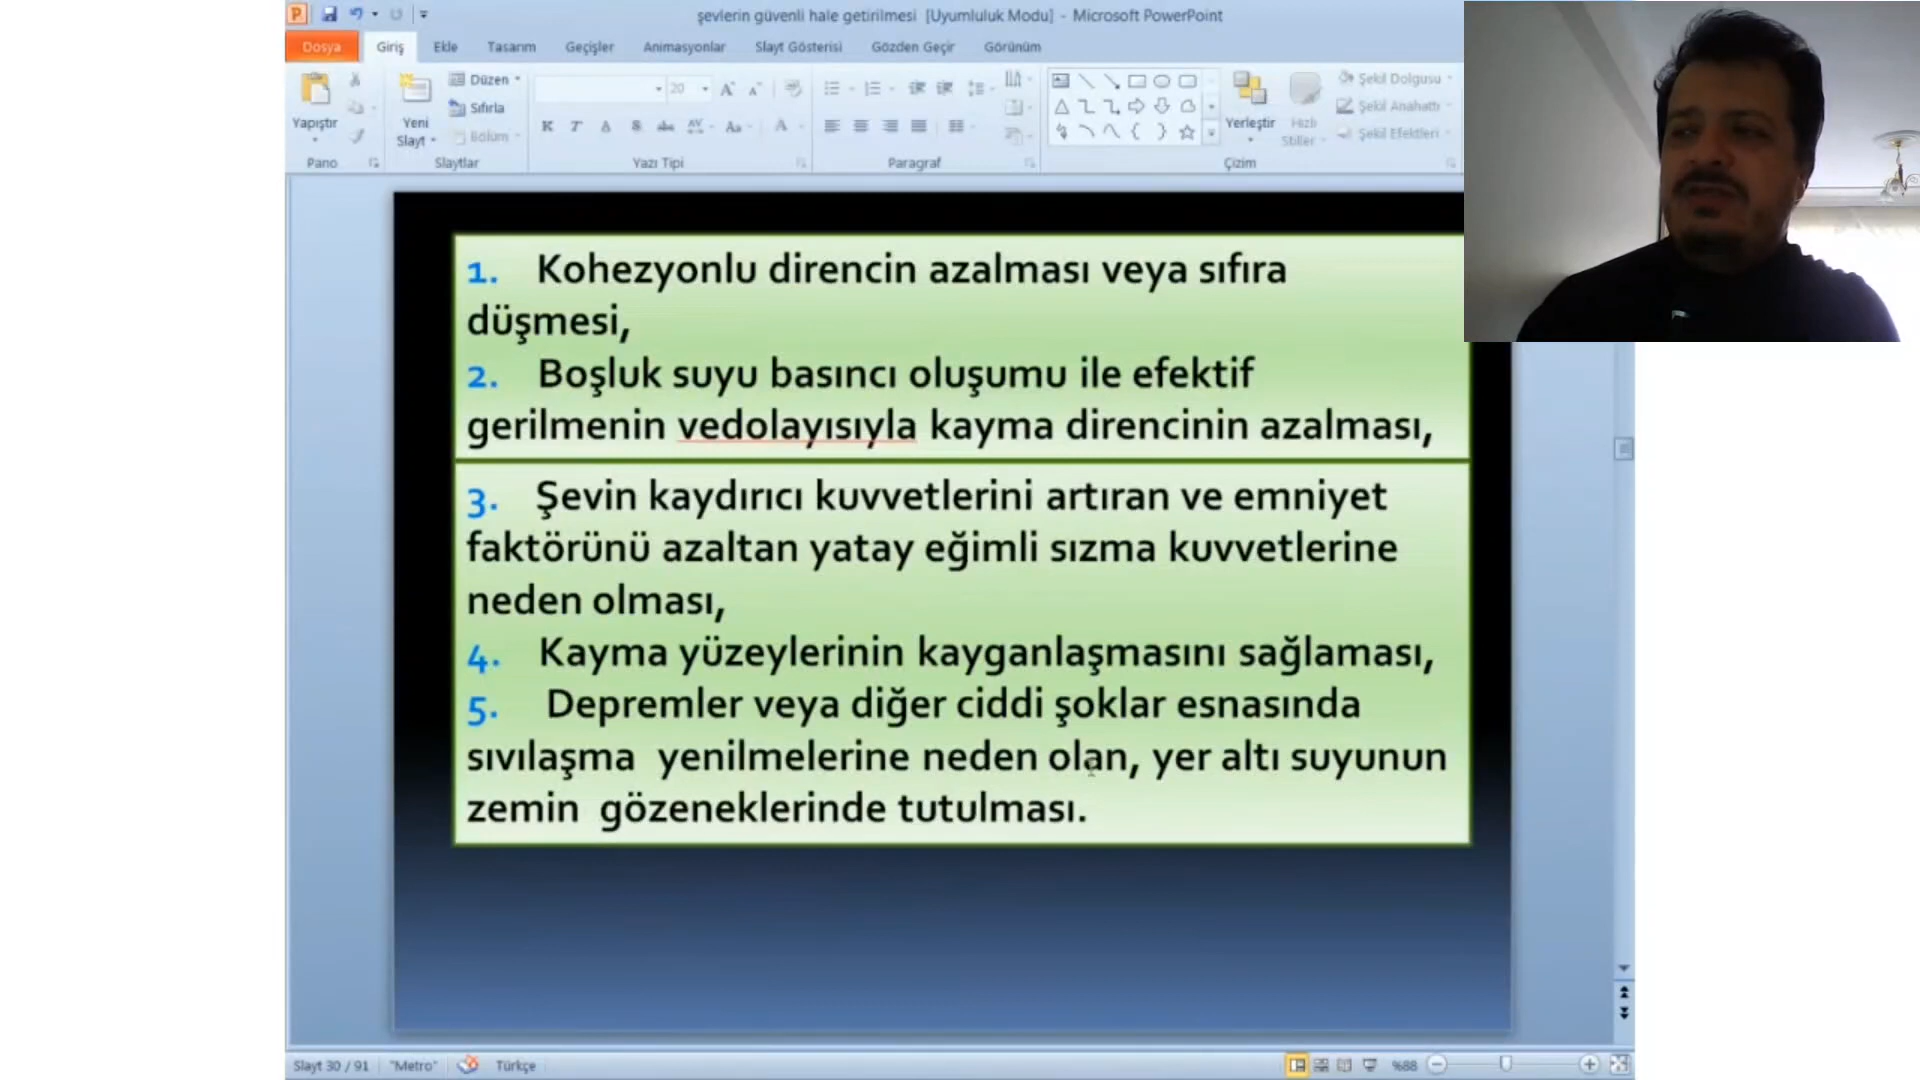 şevlerin güvenli hale getirilmesi [Uyumluluk Modu] - Microsoft PowerPoint
Dosya Giriş Ekle Tasarım Geçişler Animasyonlar Slayt Gösterisi Gözden Geçir Görünüm
Yapıştır
Yeni
Slayt
Düzen
Sıfırla
Bölüm
20
Yerleştir
Hızlı
Stiller
Şekil Dolgusu
Şekil Anahattı
Şekil Efektleri
Pano Slaytlar Yazı Tipi Paragraf Çizim
1. Kohezyonlu direncin azalması veya sıfıra
düşmesi,
2. Boşluk suyu basıncı oluşumu ile efektif
gerilmenin vedolayısıyla kayma direncinin azalması,
3. Şevin kaydırıcı kuvvetlerini artıran ve emniyet
faktörünü azaltan yatay eğimli sızma kuvvetlerine
neden olması,
4. Kayma yüzeylerinin kayganlaşmasını sağlaması,
5. Depremler veya diğer ciddi şoklar esnasında
sıvılaşma yenilmelerine neden olan, yer altı suyunun
zemin gözeneklerinde tutulması.
Slayt 30 / 91 "Metro" Türkçe %88